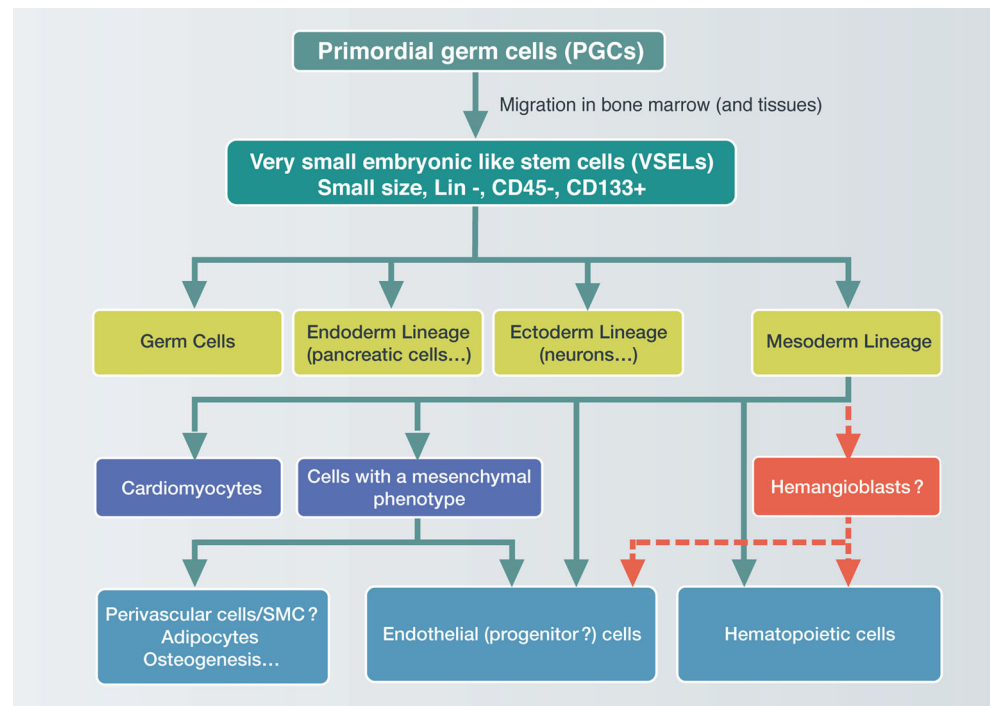 Primordial germ cells (PGCs)
Migration in bone marrow (and tissues)
Very small embryonic like stem cells (VSELs)
Small size, Lin -, CD45-, CD133+
Germ Cells
Endoderm Lineage
(pancreatic cells…)
Ectoderm Lineage
(neurons…)
Mesoderm Lineage
Cardiomyocytes
Cells with a mesenchymal
phenotype
Hemangioblasts ?
Perivascular cells/SMC ?
Adipocytes
Osteogenesis…
Endothelial (progenitor ?) cells
Hematopoietic cells